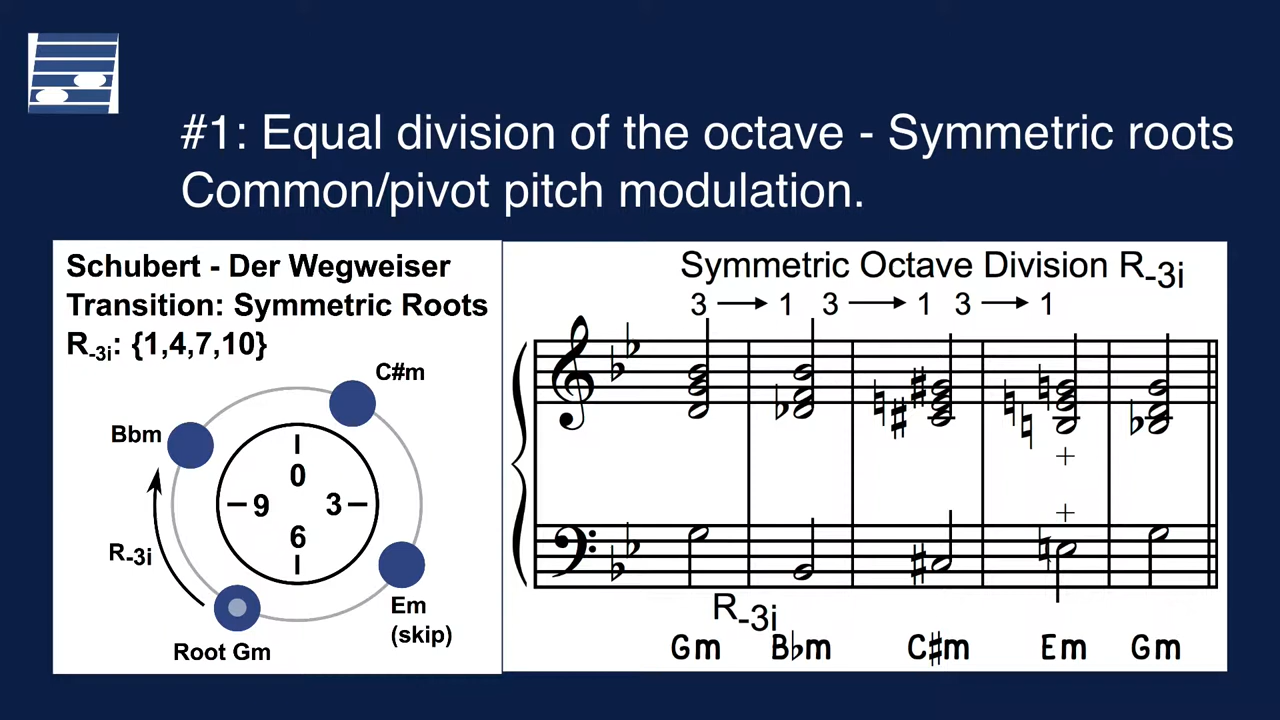 #1: Equal division of the octave - Symmetric roots
Common/pivot pitch modulation.
Schubert - Der Wegweiser
Transition: Symmetric Roots
R-3i: {1,4,7,10}
C#m
Bbm
0
9
3
6
R-3i
Em
(skip)
Root Gm
Symmetric Octave Division R-3i
3 → 1 3 → 1 3 → 1
+
+
R-3i
Gm B♭m C♯m Em Gm